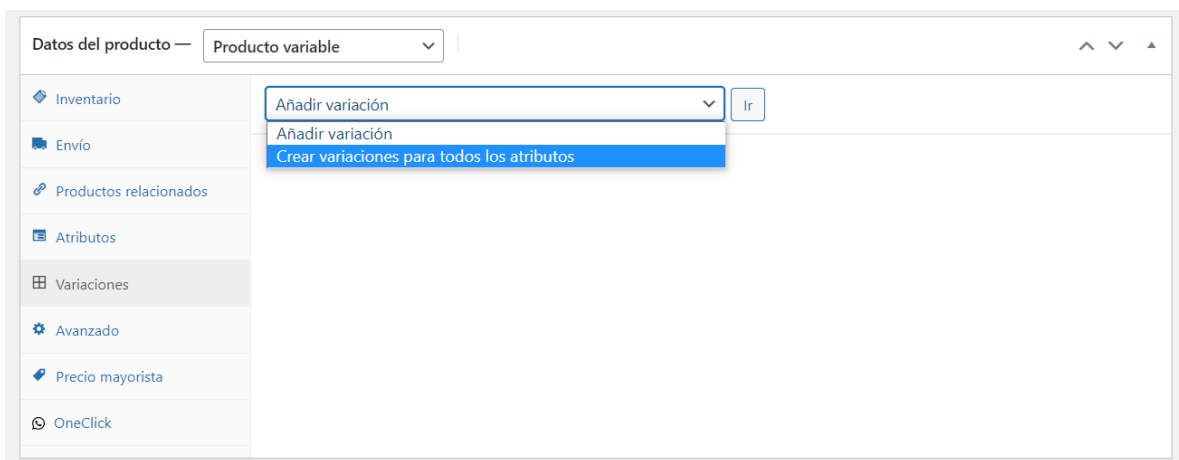 Datos del producto — Producto variable
Inventario
Añadir variación
Ir
Añadir variación
Crear variaciones para todos los atributos
Envío
Productos relacionados
Atributos
Variaciones
Avanzado
Precio mayorista
OneClick